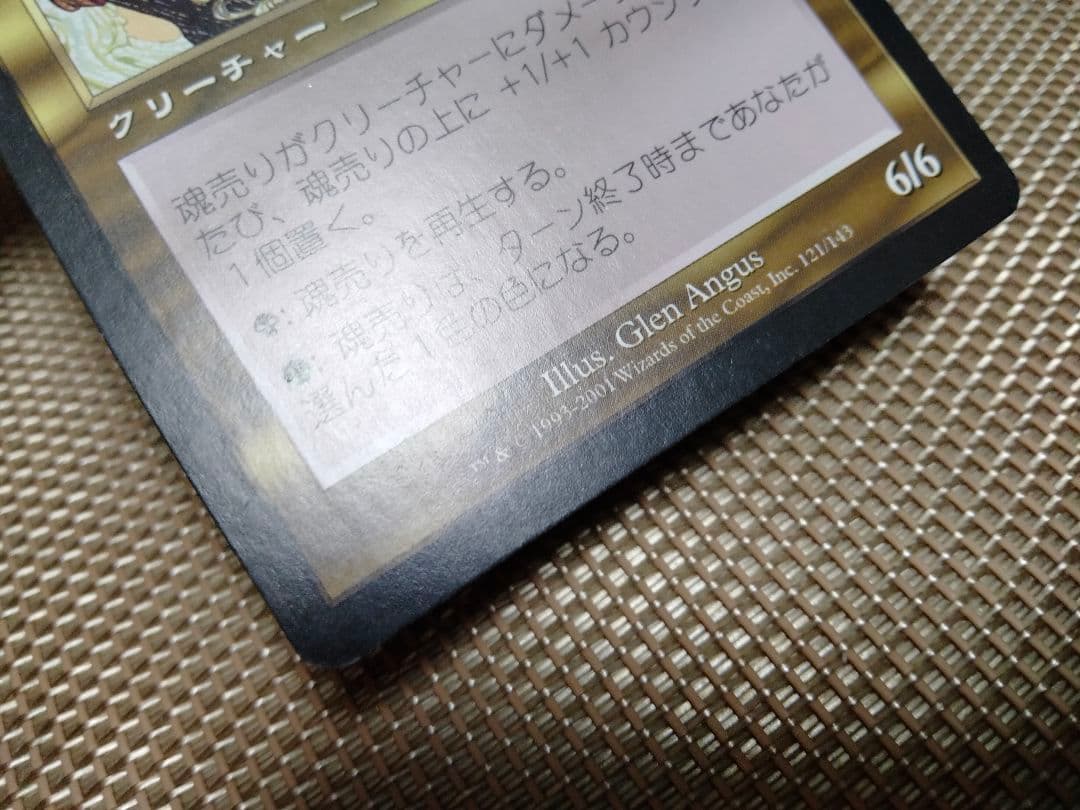 クリーチャー ー
魂売りがクリーチャーにダメー
たび、魂売りの上に +1/+1 カウン
1 個置く。
: 魂売りを再生する。
: 魂売りは、ターン終了時まであなたが
選んだ 1 色の色になる。
6/6
Illus. Glen Angus
™ & © 1993-2001 Wizards of the Coast, Inc. 121/143